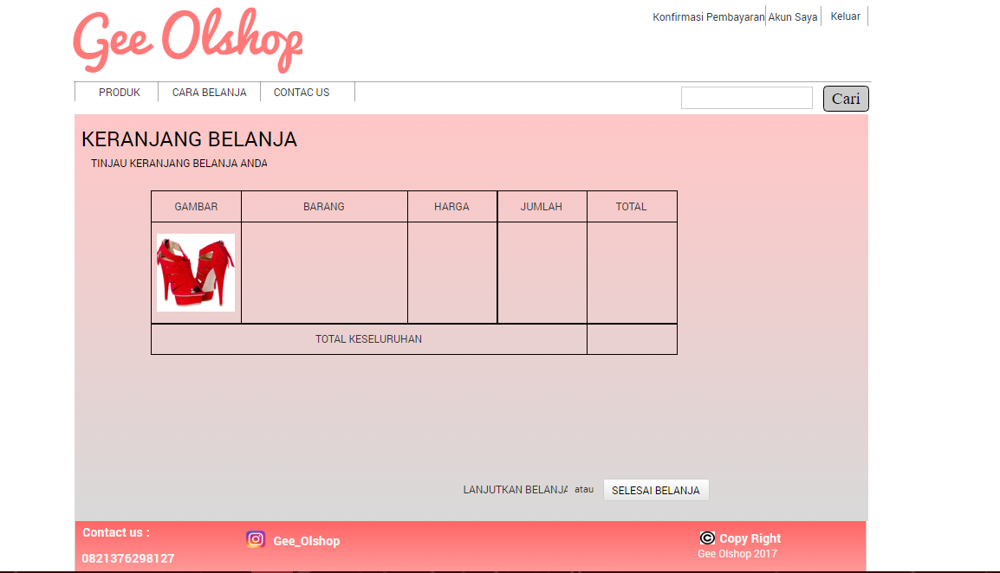 Gee Olshop
Konfirmasi Pembayaran Akun Saya Keluar
PRODUK CARA BELANJA CONTAC US
Cari
KERANJANG BELANJA
TINJAU KERANJANG BELANJA ANDA
GAMBAR BARANG HARGA JUMLAH TOTAL
TOTAL KESELURUHAN
LANJUTKAN BELANJA atau SELESAI BELANJA
Contact us :
0821376298127
Gee_Olshop
© Copy Right
Gee Olshop 2017